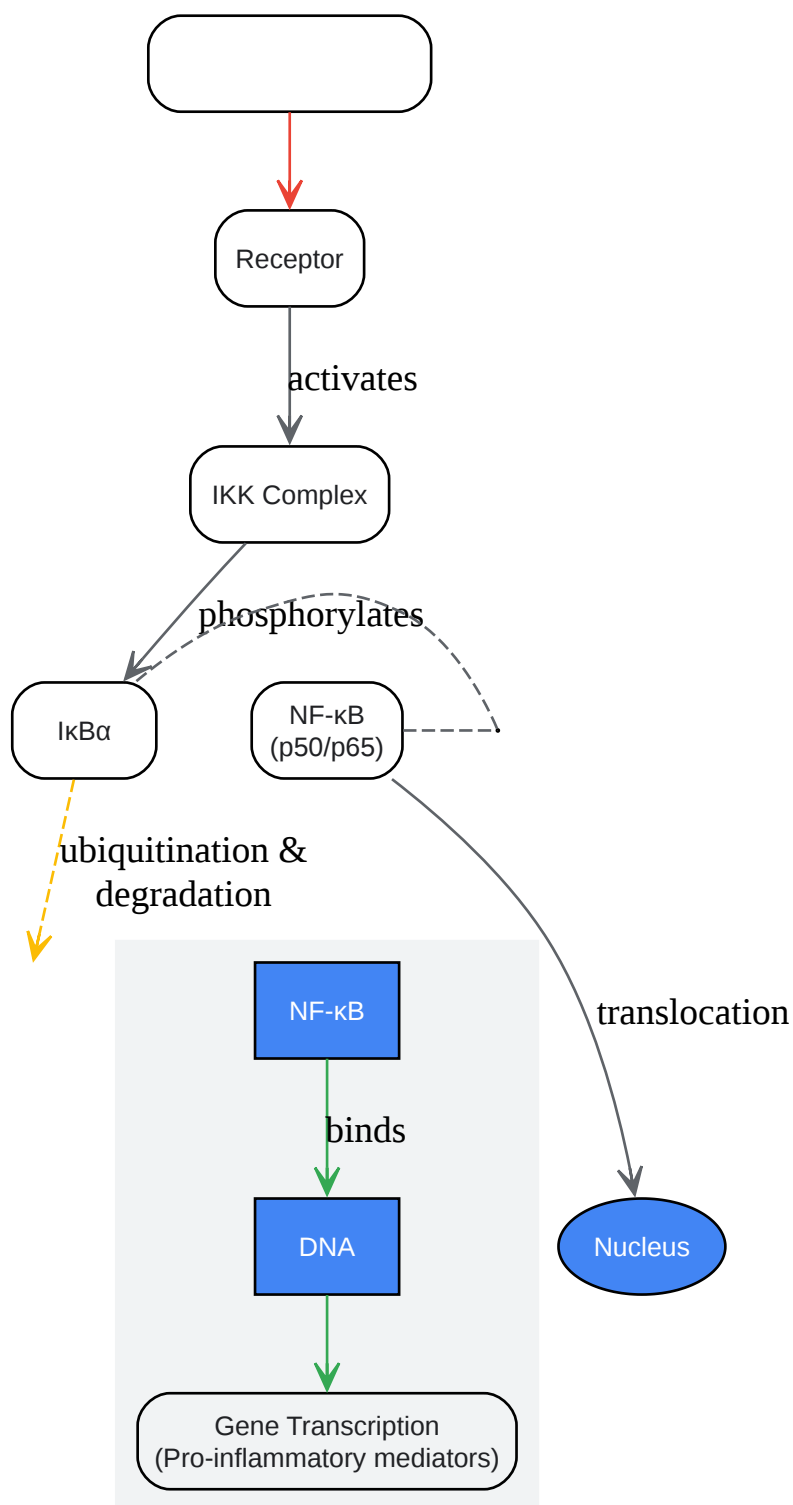 Receptor
activates
IKK Complex
phosphorylates
IκBα
NF-κB
(p50/p65)
ubiquitination &
degradation
NF-κB
translocation
binds
DNA
Nucleus
Gene Transcription
(Pro-inflammatory mediators)